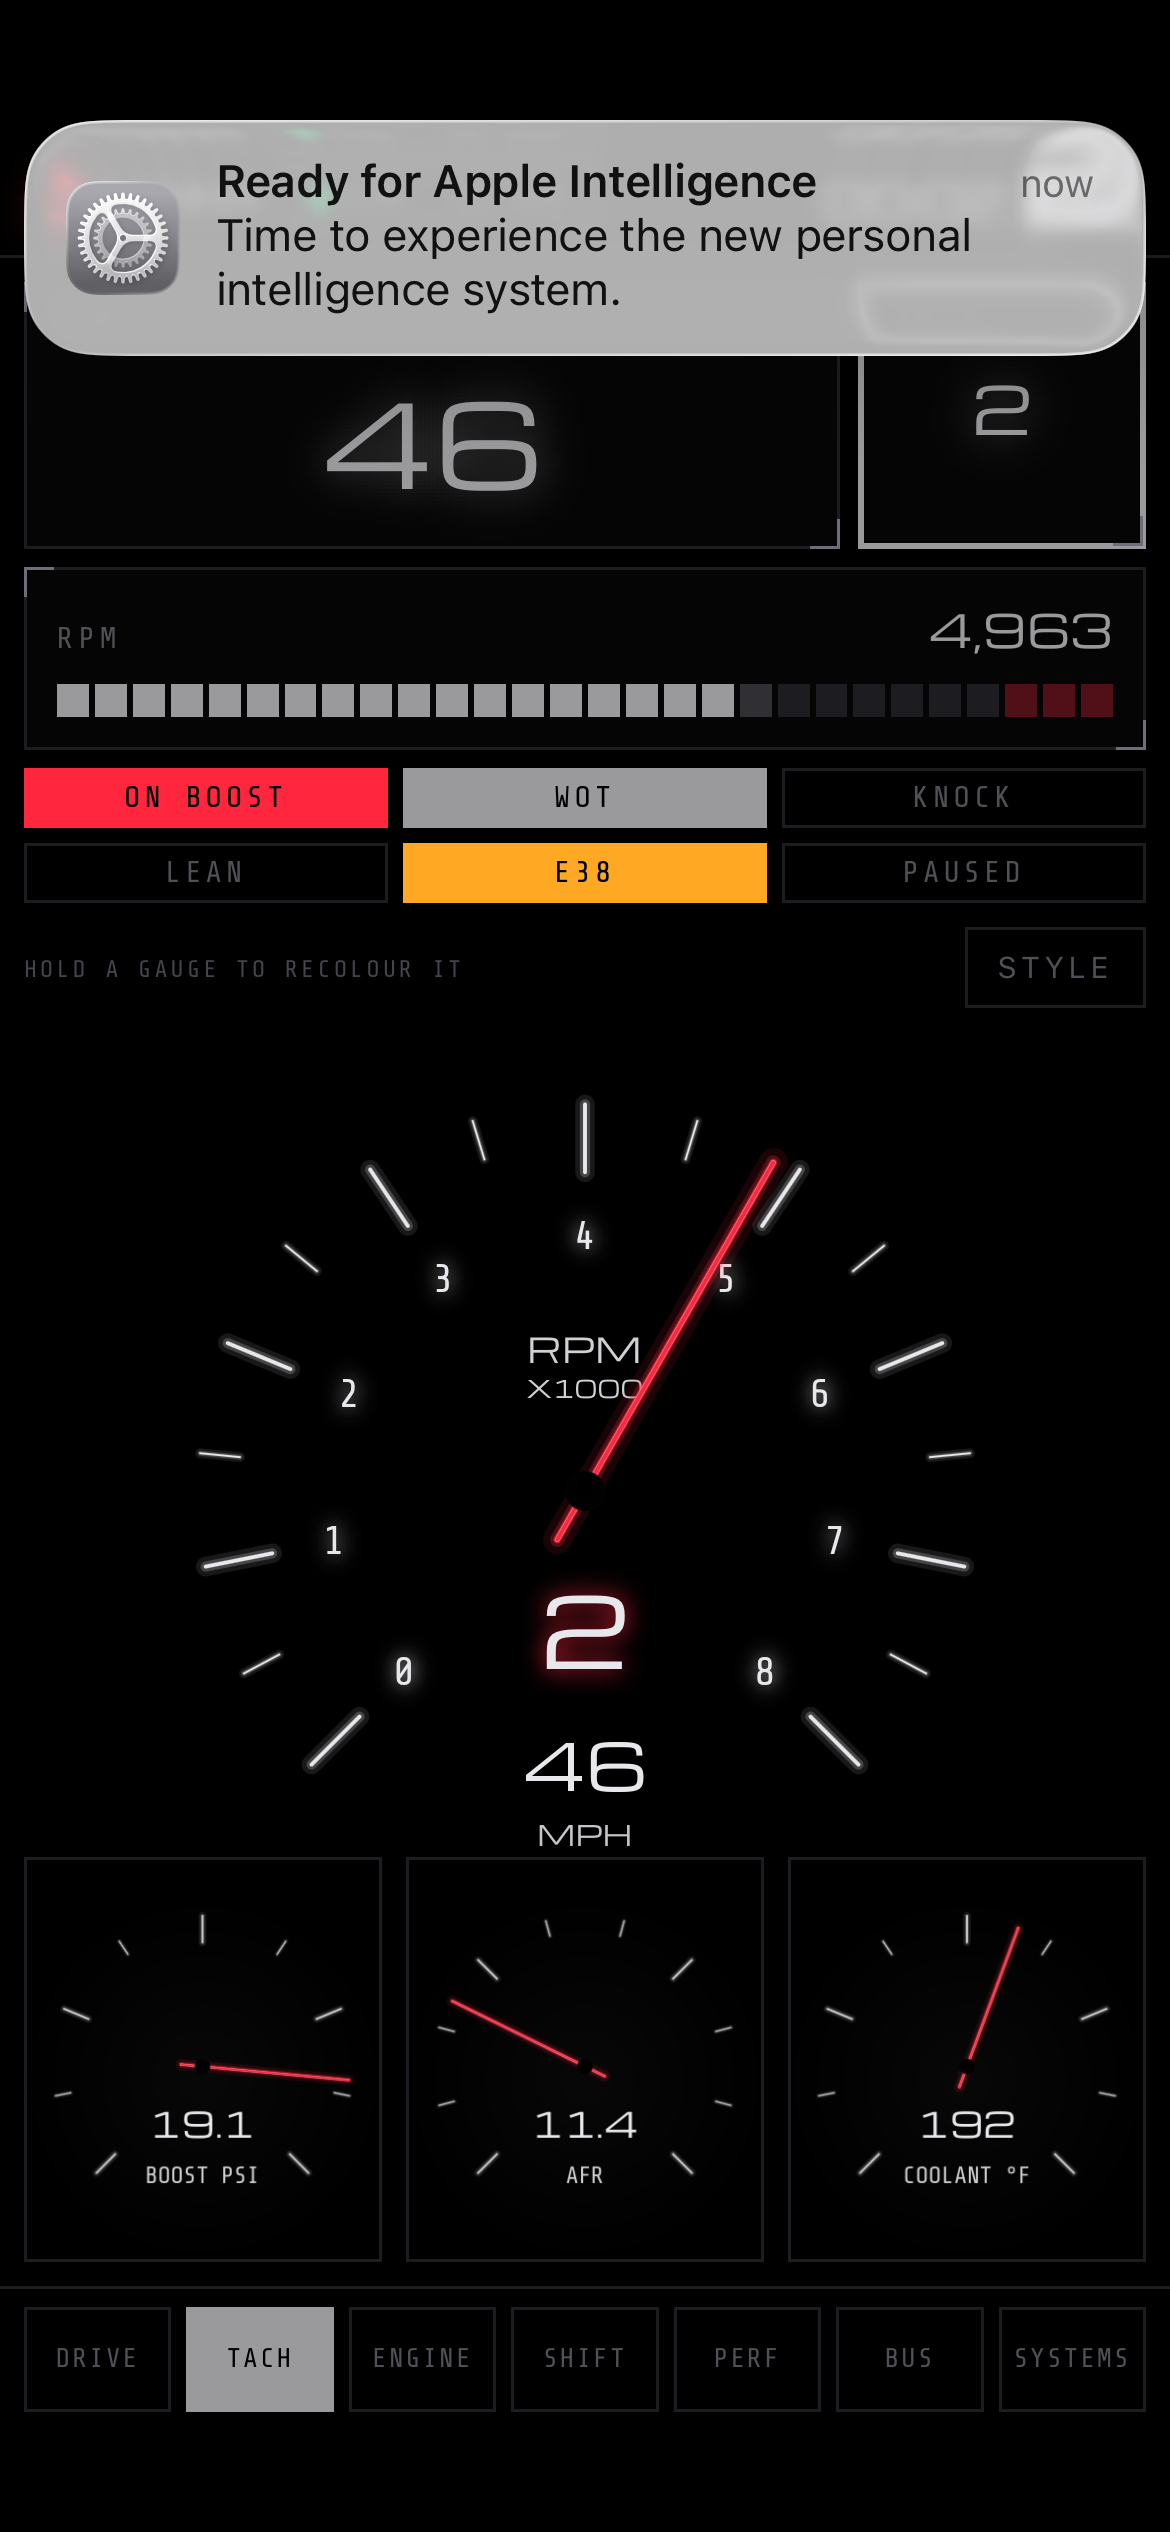 Ready for Apple Intelligence
now
Time to experience the new personal
intelligence system.
46
2
RPM
4,963
ON BOOST
WOT
KNOCK
LEAN
E38
PAUSED
HOLD A GAUGE TO RECOLOUR IT
STYLE
4
3
5
RPM
X1000
2
6
1
7
2
0
8
46
MPH
19.1
BOOST PSI
11.4
AFR
192
COOLANT °F
DRIVE
TACH
ENGINE
SHIFT
PERF
BUS
SYSTEMS